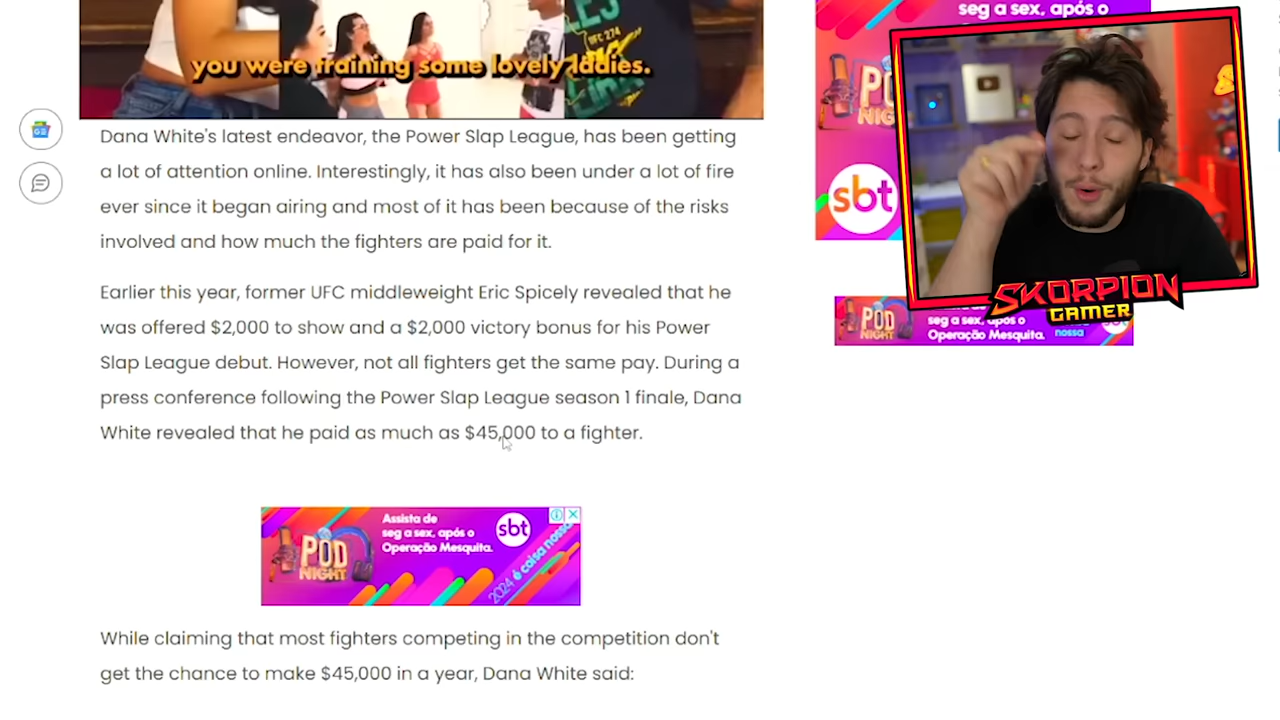 seg a sex, após o
you were training some lovely laddies.
UFC 274
Dana White's latest endeavor, the Power Slap League, has been getting
a lot of attention online. Interestingly, it has also been under a lot of fire
ever since it began airing and most of it has been because of the risks
involved and how much the fighters are paid for it.
sbt
SKORPION
GAMER
Earlier this year, former UFC middleweight Eric Spicely revealed that he
was offered $2,000 to show and a $2,000 victory bonus for his Power
Slap League debut. However, not all fighters get the same pay. During a
press conference following the Power Slap League season 1 finale, Dana
White revealed that he paid as much as $45,000 to a fighter.
POD
NIGHT
seg a sex, após o
Operação Mesquita.
nossa
Assista de
seg a sex, após o
Operação Mesquita.
sbt
POD
NIGHT
2024 é coisa nossa
While claiming that most fighters competing in the competition don't
get the chance to make $45,000 in a year, Dana White said: